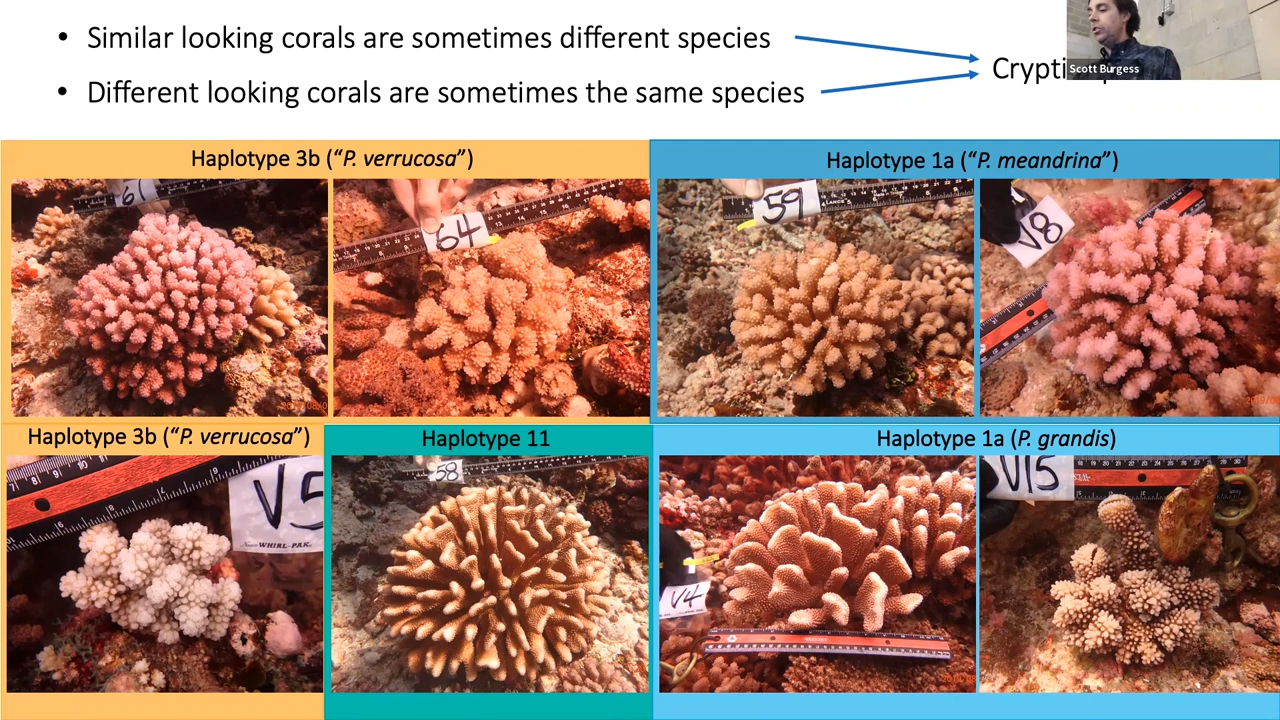 • Similar looking corals are sometimes different species
• Different looking corals are sometimes the same species
Scott Burgess
Haplotype 3b (“P. verrucosa”)
Haplotype 1a (“P. meandrina”)
61
64
59
V8
Haplotype 3b (“P. verrucosa”)
Haplotype 11
Haplotype 1a (P. grandis)
V5
WHIRL-PAK
58
V4
V15